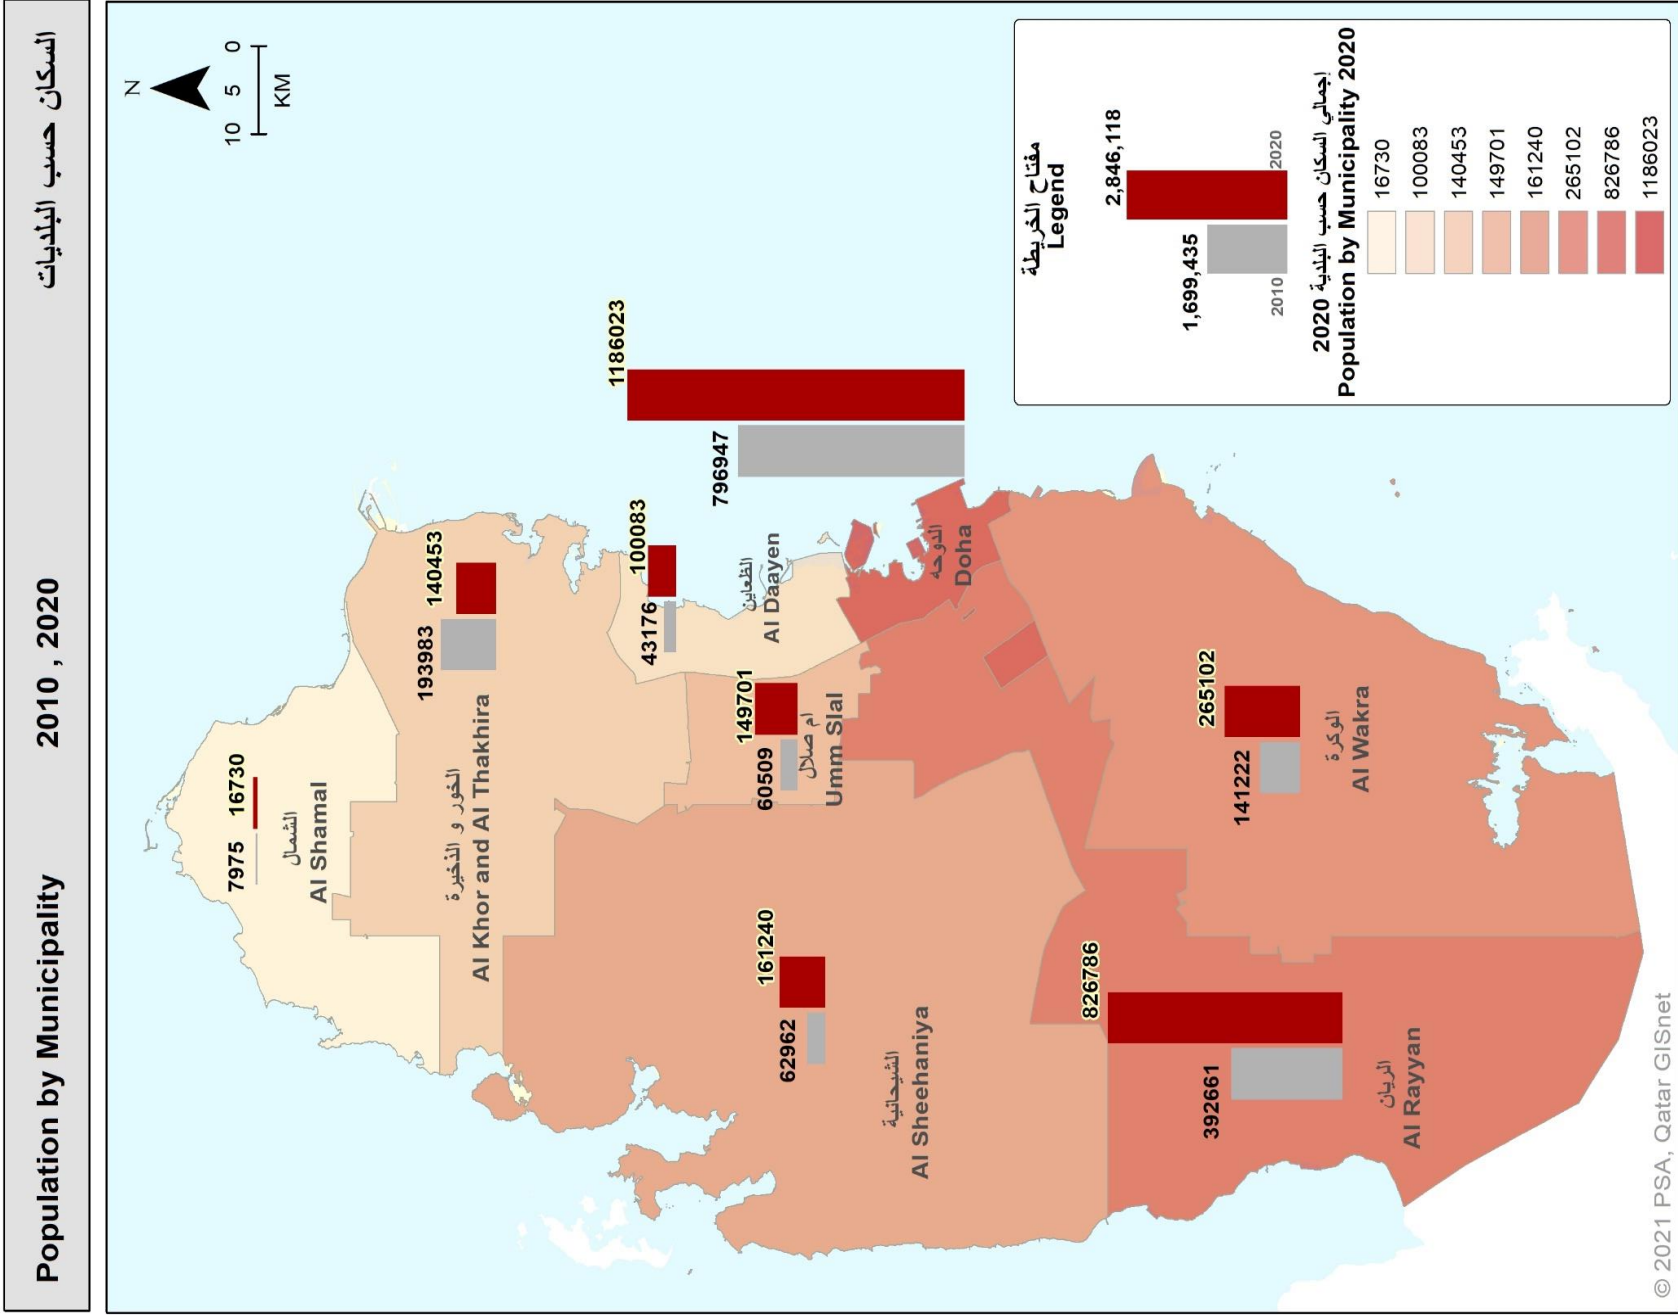 Population by Municipality 2010 , 2020 السكان حسب البلديات
N
10 5 0
KM
7975
16730
الشمال
Al Shamal
193983
140453
الخور و الذخيرة
Al Khor and Al Thakhira
43176
100083
الظعاين
Al Daayen
60509
149701
ام صلال
Umm Slal
796947
1186023
الدوحه
Doha
62962
161240
الشيحانية
Al Sheehaniya
392661
826786
الريان
Al Rayyan
141222
265102
الوكرة
Al Wakra
مفتاح الخريطة
Legend
1,699,435
2,846,118
2010
2020
إجمالي السكان حسب البلدية 2020
Population by Municipality 2020
16730
100083
140453
149701
161240
265102
826786
1186023
© 2021 PSA, Qatar GISnet